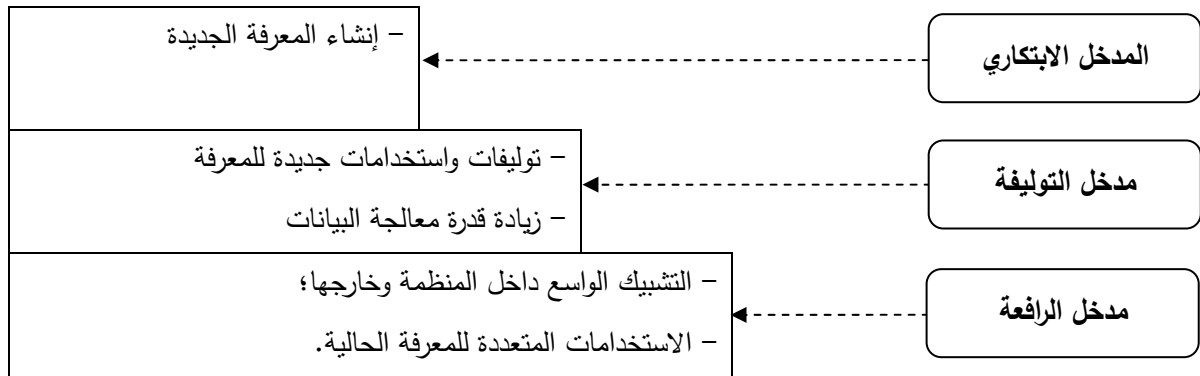 المدخل الابتكاري
- إنشاء المعرفة الجديدة
مدخل التوليفة
- توليفات واستخدامات جديدة للمعرفة
- زيادة قدرة معالجة البيانات
مدخل الرافعة
- التشبيك الواسع داخل المنظمة وخارجها؛
- الاستخدامات المتعددة للمعرفة الحالية.